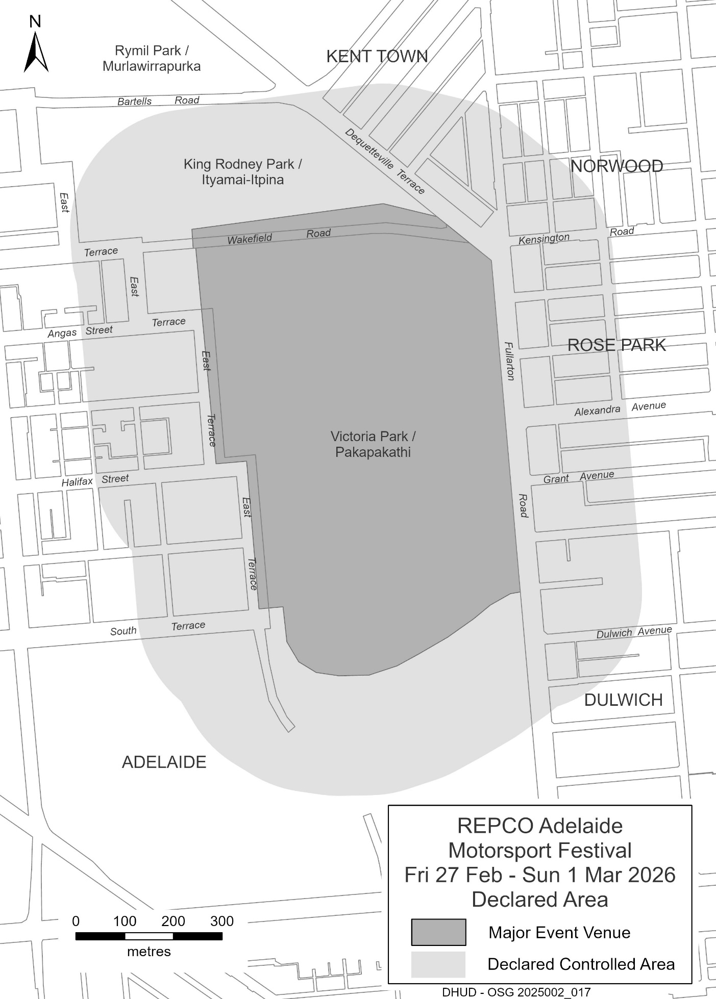 N
Rymil Park /
Murlawirrapurka
KENT TOWN
Bartells Road
Dequetteville Terrace
King Rodney Park /
Ityamai-Itpina
NORWOOD
East
Wakefield Road
Kensington Road
Terrace
East
Terrace
Angas Street
East
Fullarton
ROSE PARK
Alexandra Avenue
Terrace
Victoria Park /
Pakapakathi
Halifax Street
Grant Avenue
East
Road
Terrace
South Terrace
Dulwich Avenue
DULWICH
ADELAIDE
REPCO Adelaide
Motorsport Festival
Fri 27 Feb - Sun 1 Mar 2026
Declared Area
Major Event Venue
Declared Controlled Area
0 100 200 300
metres
DHUD - OSG 2025002_017